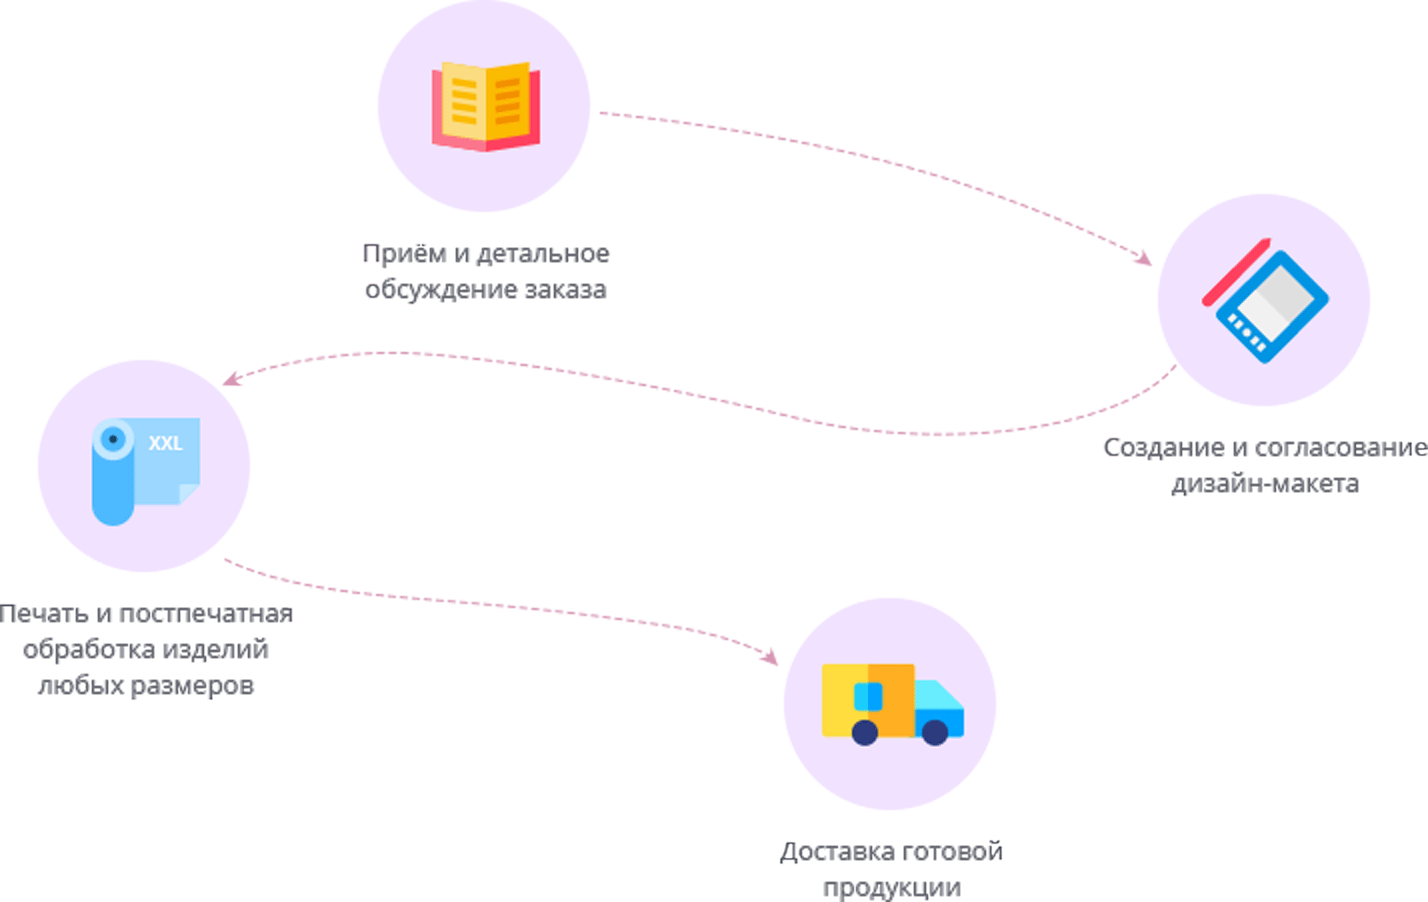 Приём и детальное
обсуждение заказа
Создание и согласование
дизайн-макета
XXL
Печать и постпечатная
обработка изделий
любых размеров
Доставка готовой
продукции